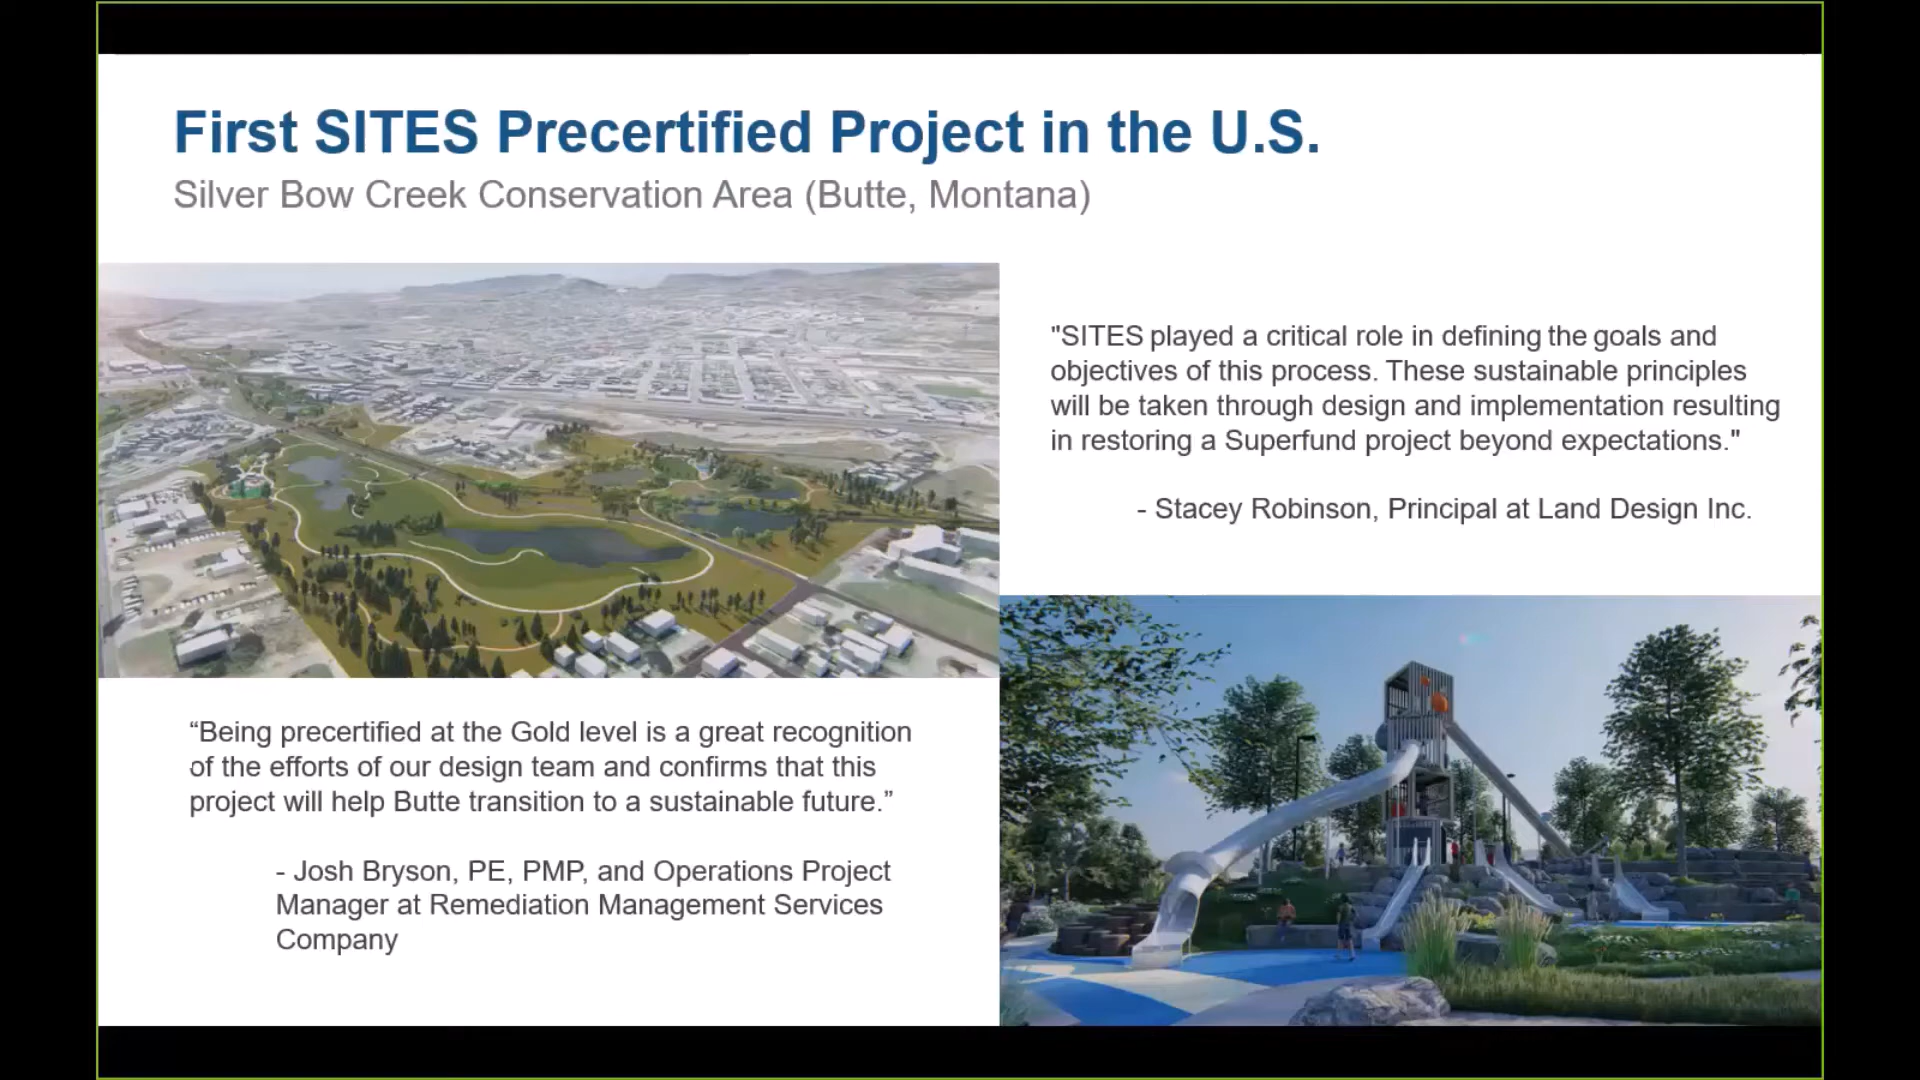 First SITES Precertified Project in the U.S.
Silver Bow Creek Conservation Area (Butte, Montana)
"SITES played a critical role in defining the goals and
objectives of this process. These sustainable principles
will be taken through design and implementation resulting
in restoring a Superfund project beyond expectations."
- Stacey Robinson, Principal at Land Design Inc.
“Being precertified at the Gold level is a great recognition
of the efforts of our design team and confirms that this
project will help Butte transition to a sustainable future.”
- Josh Bryson, PE, PMP, and Operations Project
Manager at Remediation Management Services
Company